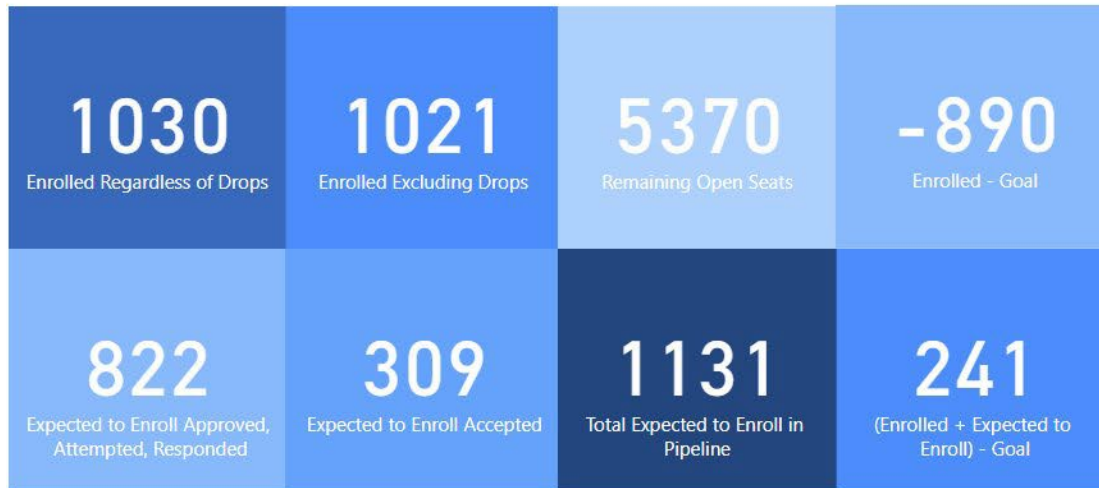 1030
Enrolled Regardless of Drops
1021
Enrolled Excluding Drops
5370
Remaining Open Seats
-890
Enrolled - Goal
822
Expected to Enroll Approved,
Attempted, Responded
309
Expected to Enroll Accepted
1131
Total Expected to Enroll in
Pipeline
241
(Enrolled + Expected to
Enroll) - Goal